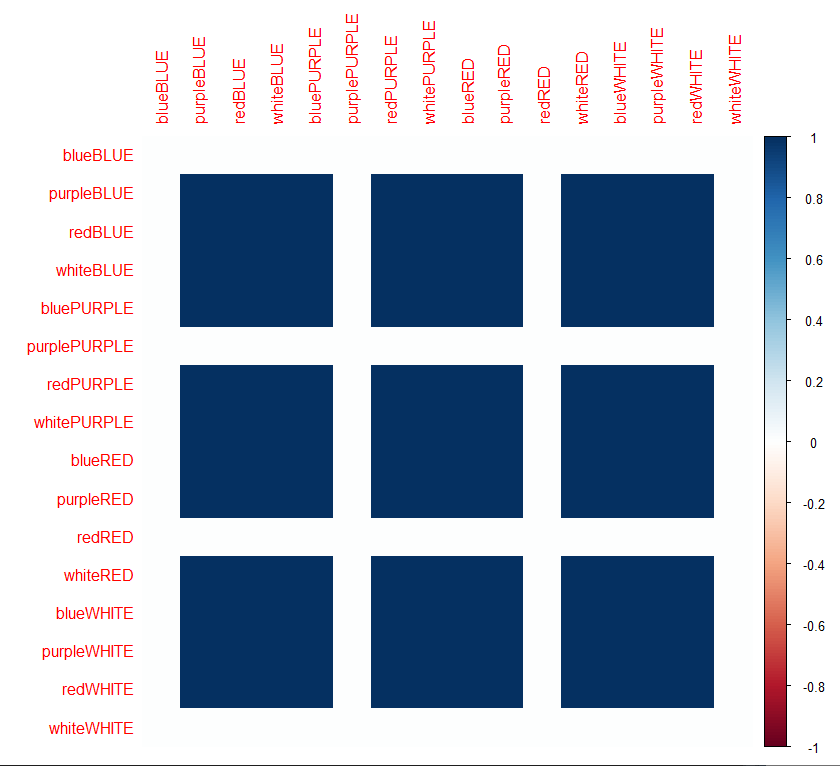 blueBLUE
purpleBLUE
redBLUE
whiteBLUE
bluePURPLE
purplePURPLE
redPURPLE
whitePURPLE
blueRED
purpleRED
redRED
whiteRED
blueWHITE
purpleWHITE
redWHITE
whiteWHITE
blueBLUE
purpleBLUE
redBLUE
whiteBLUE
bluePURPLE
purplePURPLE
redPURPLE
whitePURPLE
blueRED
purpleRED
redRED
whiteRED
blueWHITE
purpleWHITE
redWHITE
whiteWHITE
1
0.8
0.6
0.4
0.2
0
-0.2
-0.4
-0.6
-0.8
-1